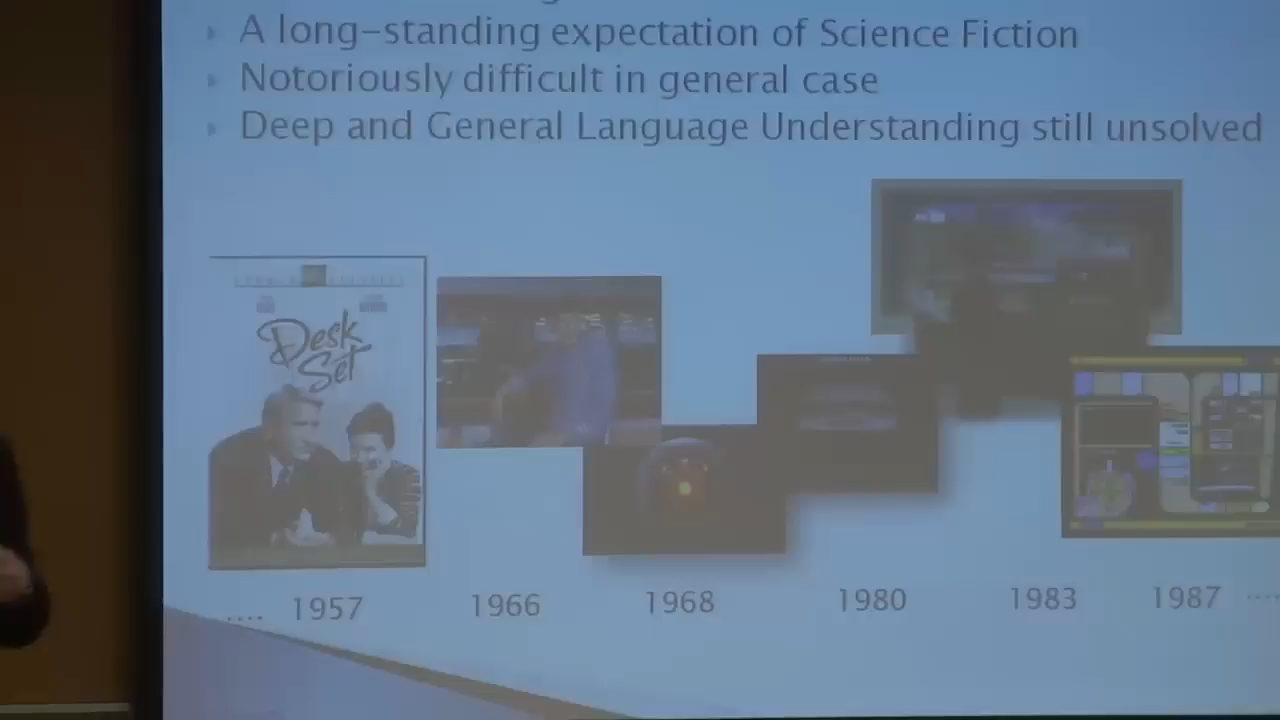 A long-standing expectation of Science Fiction
Notoriously difficult in general case
Deep and General Language Understanding still unsolved
Desk
Set
.... 1957 1966 1968 1980 1983 1987 ....